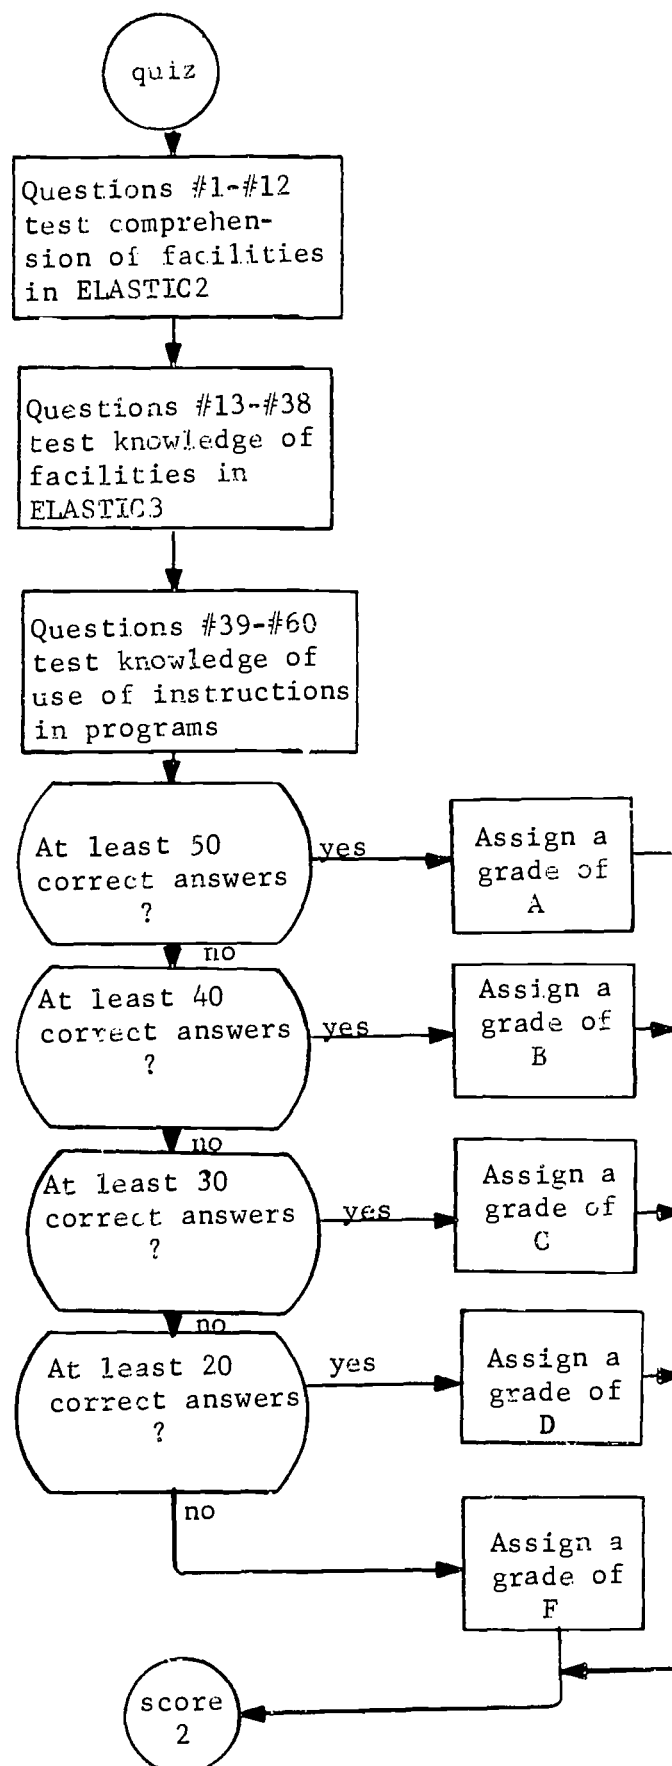 quiz
Questions #1-#12
test comprehen-
sion of facilities
in ELASTIC2
Questions #13-#38
test knowledge of
facilities in
ELASTIC3
Questions #39-#60
test knowledge of
use of instructions
in programs
At least 50
correct answers
?
yes
Assign a
grade of
A
no
At least 40
correct answers
?
yes
Assign a
grade of
B
no
At least 30
correct answers
?
yes
Assign a
grade of
C
no
At least 20
correct answers
?
yes
Assign a
grade of
D
no
Assign a
grade of
F
score
2